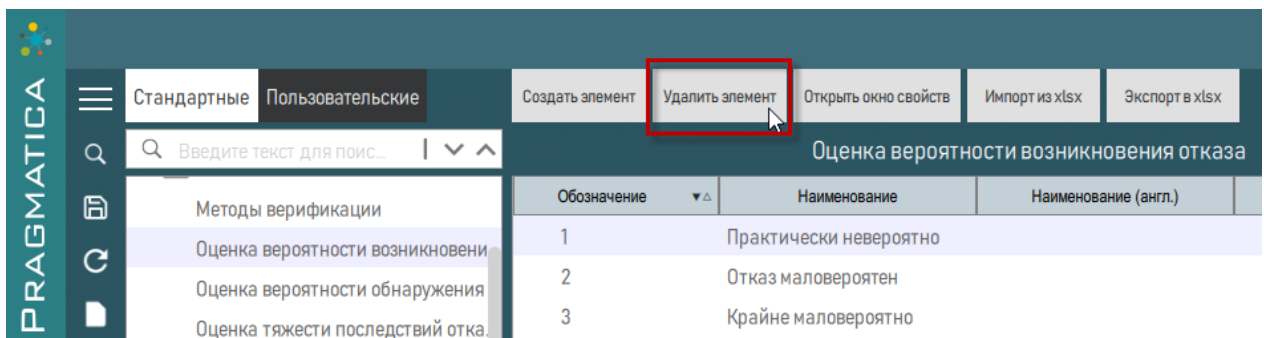 PRAGMATICA
Стандартные Пользовательские
Создать элемент Удалить элемент Открыть окно свойств Импорт из xlsx Экспорт в xlsx
Введите текст для поис...
Оценка вероятности возникновения отказа
Обозначение Наименование Наименование (англ.)
Методы верификации
Оценка вероятности возникновени...
Оценка вероятности обнаружения
Оценка тяжести последствий отка...
1 Практически невероятно
2 Отказ маловероятен
3 Крайне маловероятно